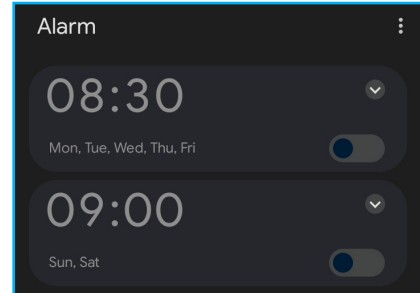 Alarm
08:30
Mon, Tue, Wed, Thu, Fri
09:00
Sun, Sat